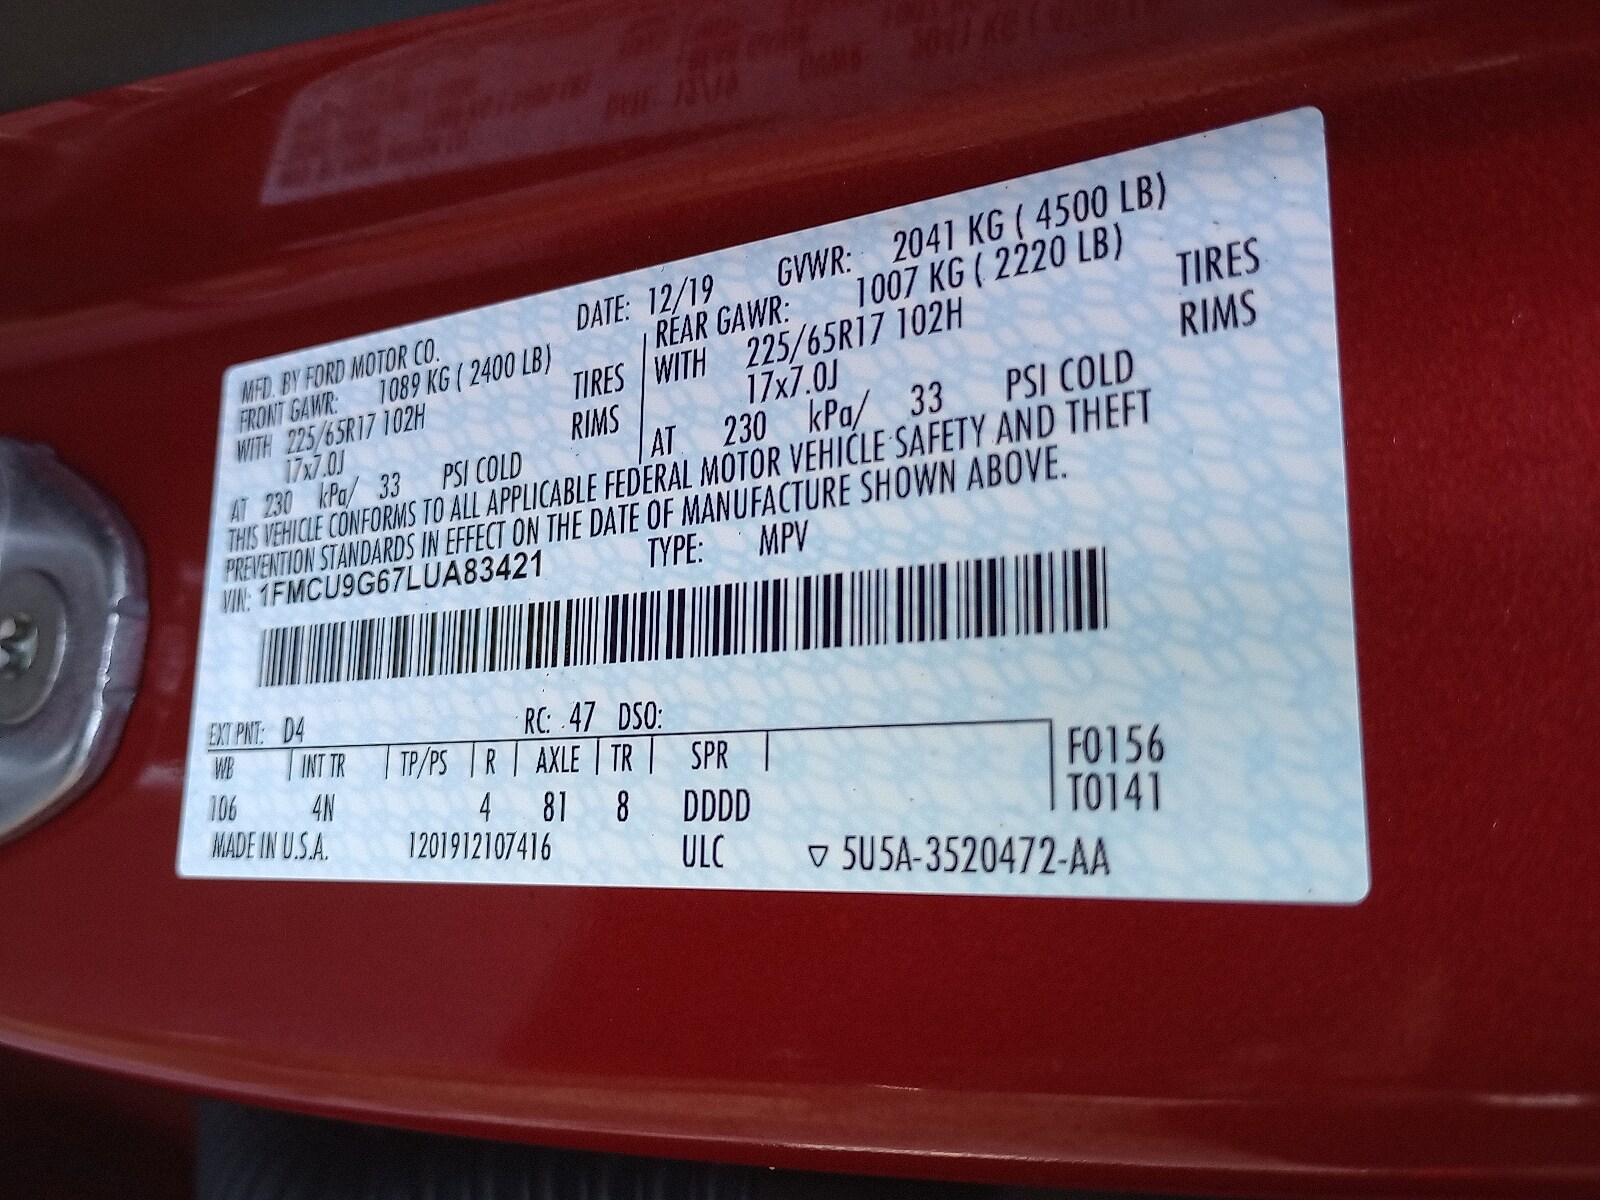 MFD. BY FORD MOTOR CO.
DATE: 12/19 GVWR: 2041 KG ( 4500 LB)
FRONT GAWR: 1089 KG ( 2400 LB)
REAR GAWR: 1007 KG ( 2220 LB)
WITH 225/65R17 102H TIRES
WITH 225/65R17 102H TIRES
17x7.0J RIMS
17x7.0J RIMS
AT 230 kPa/ 33 PSI COLD
AT 230 kPa/ 33 PSI COLD
THIS VEHICLE CONFORMS TO ALL APPLICABLE FEDERAL MOTOR VEHICLE SAFETY AND THEFT
PREVENTION STANDARDS IN EFFECT ON THE DATE OF MANUFACTURE SHOWN ABOVE.
VIN: 1FMCU9G67LUA83421 TYPE: MPV
EXT PNT: D4 RC: 47 DSO:
WB INT TR TP/PS R AXLE TR SPR F0156
106 4N 4 81 8 DDDD T0141
MADE IN U.S.A. 1201912107416 ULC ▽ 5U5A-3520472-AA